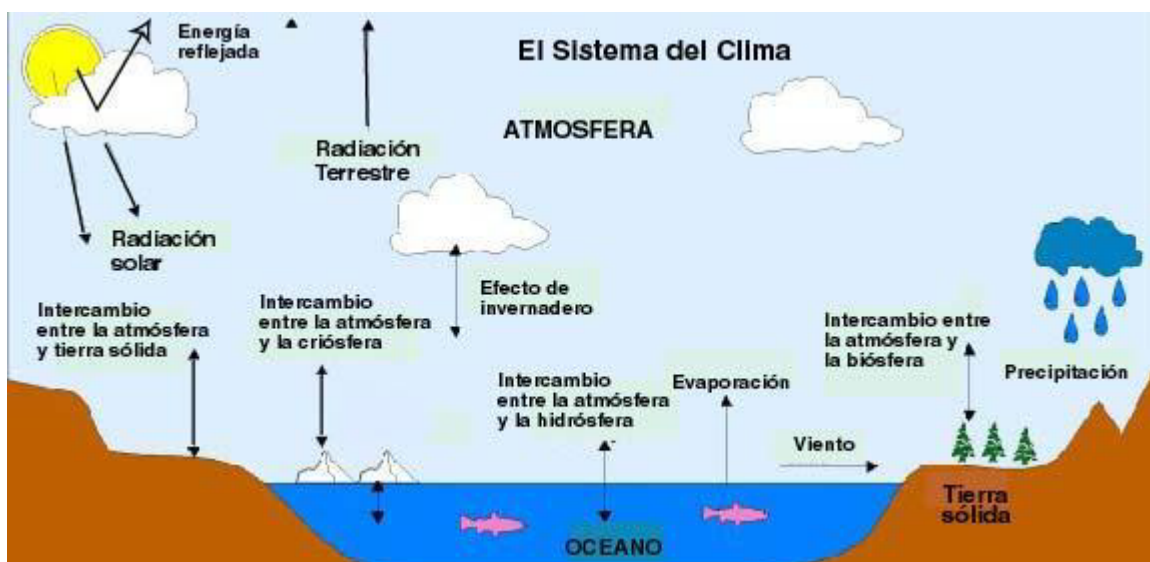 Energía
reflejada
El Sistema del Clima
ATMOSFERA
Radiación
Terrestre
Radiación
solar
Efecto de
invernadero
Intercambio
entre la atmósfera
y tierra sólida
Intercambio
entre la atmósfera
y la criósfera
Intercambio
entre la atmósfera
y la hidrósfera
Evaporación
Intercambio entre
la atmósfera y
la biósfera
Precipitación
Viento
Tierra
sólida
OCEANO